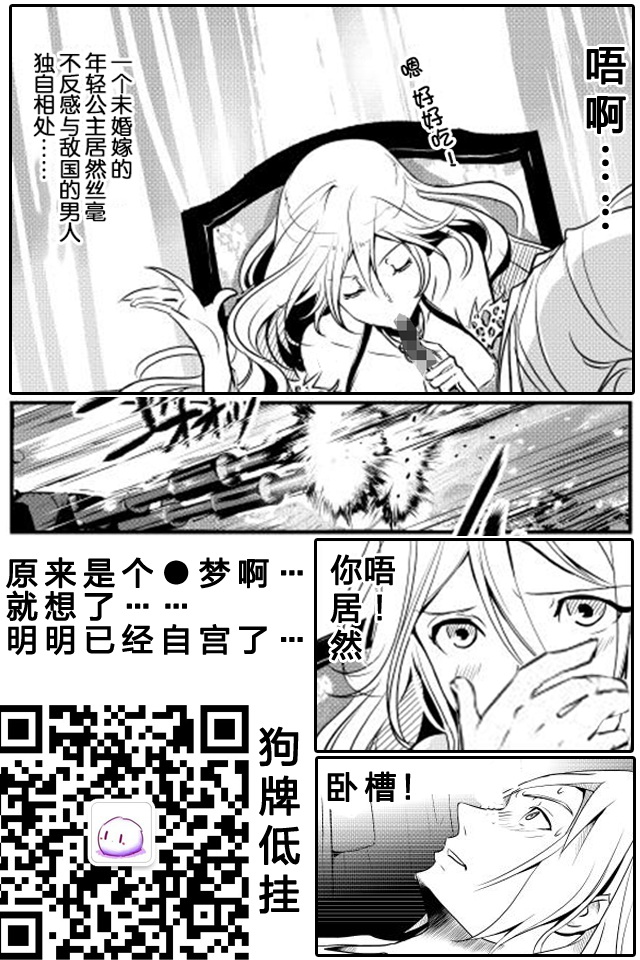 唔啊……
嗯 好好吃！
一个未婚嫁的
年轻公主居然丝毫
不反感与敌国的男人
独自相处……
唔！
你居然
原来是个●梦啊…
就想了……
明明已经自宫了…
卧槽！
狗牌低挂